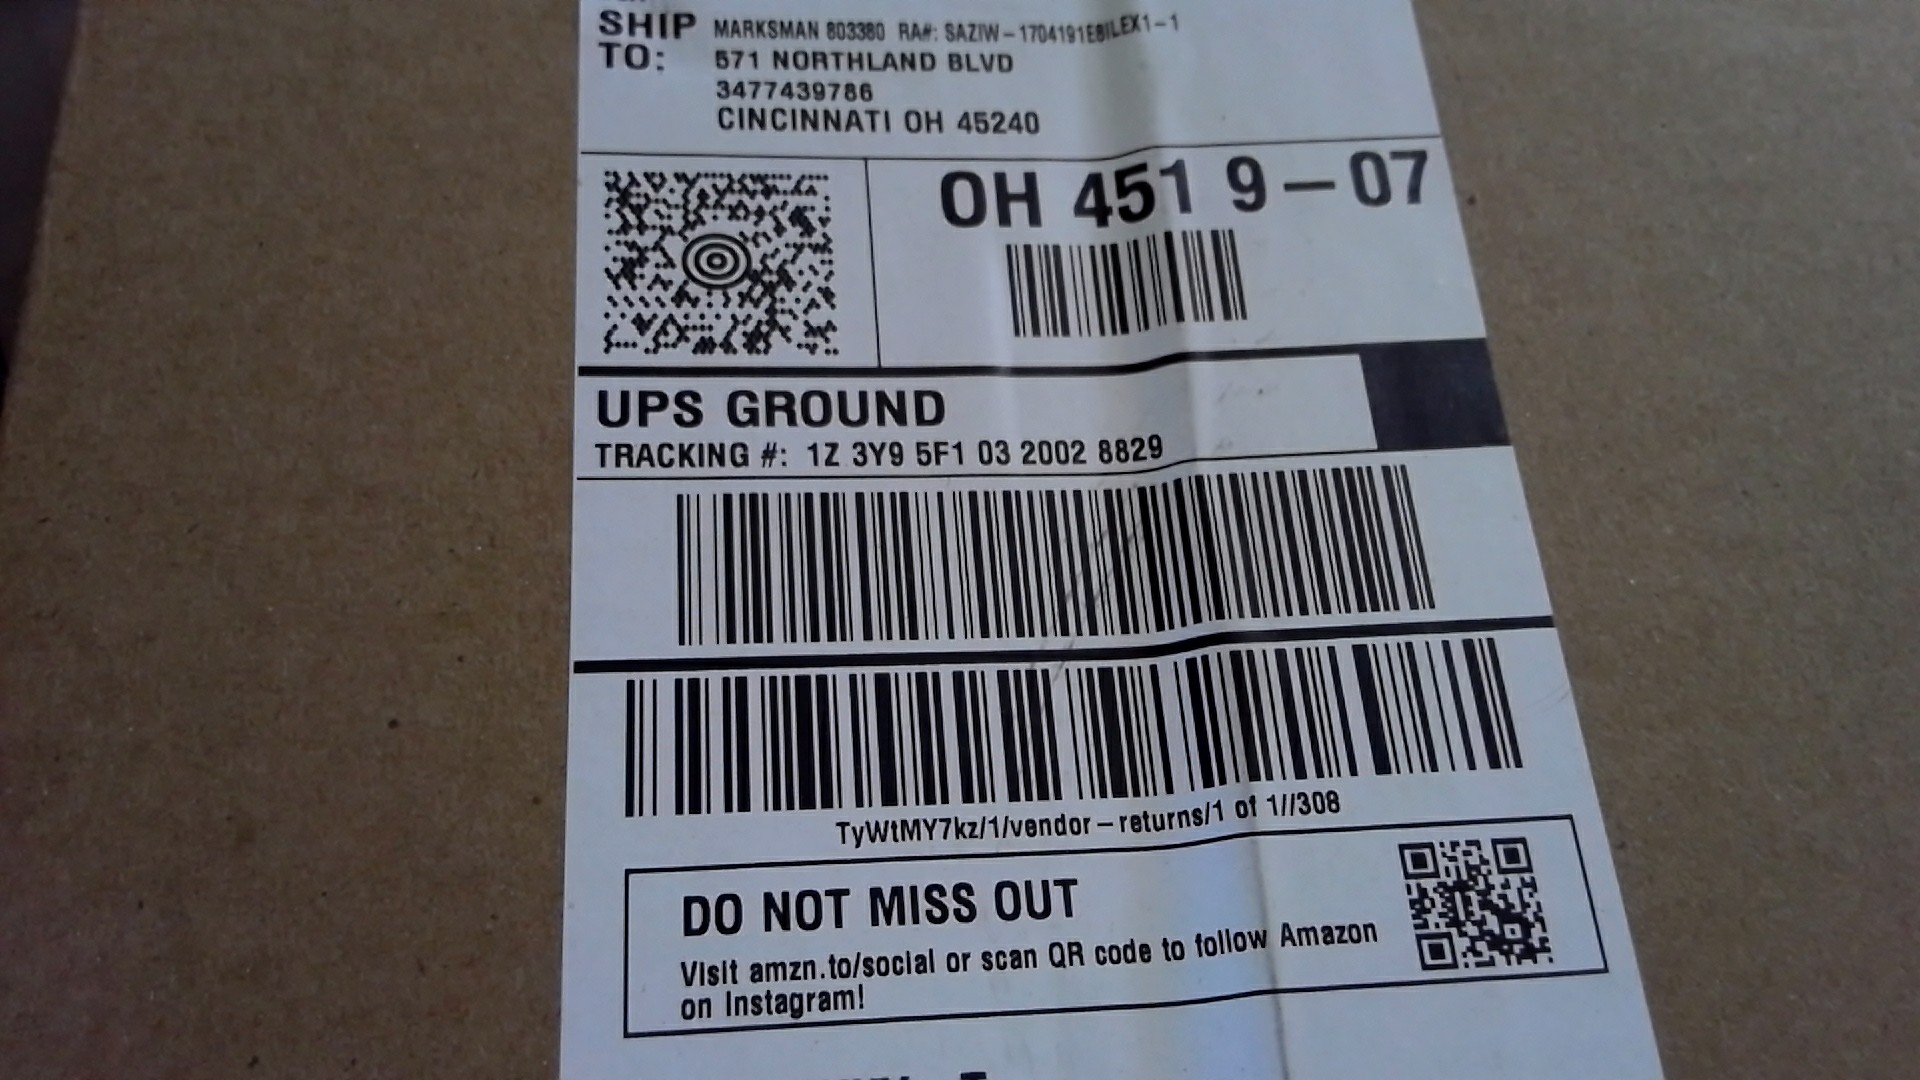 SHIP TO: MARKSMAN 803380 RA#: SAZIW-1704191E8ILEX1-1
571 NORTHLAND BLVD
3477439786
CINCINNATI OH 45240
OH 451 9-07
UPS GROUND
TRACKING #: 1Z 3Y9 5F1 03 2002 8829
TyWtMY7kz/1/vendor-returns/1 of 1//308
DO NOT MISS OUT
Visit amzn.to/social or scan QR code to follow Amazon
on Instagram!